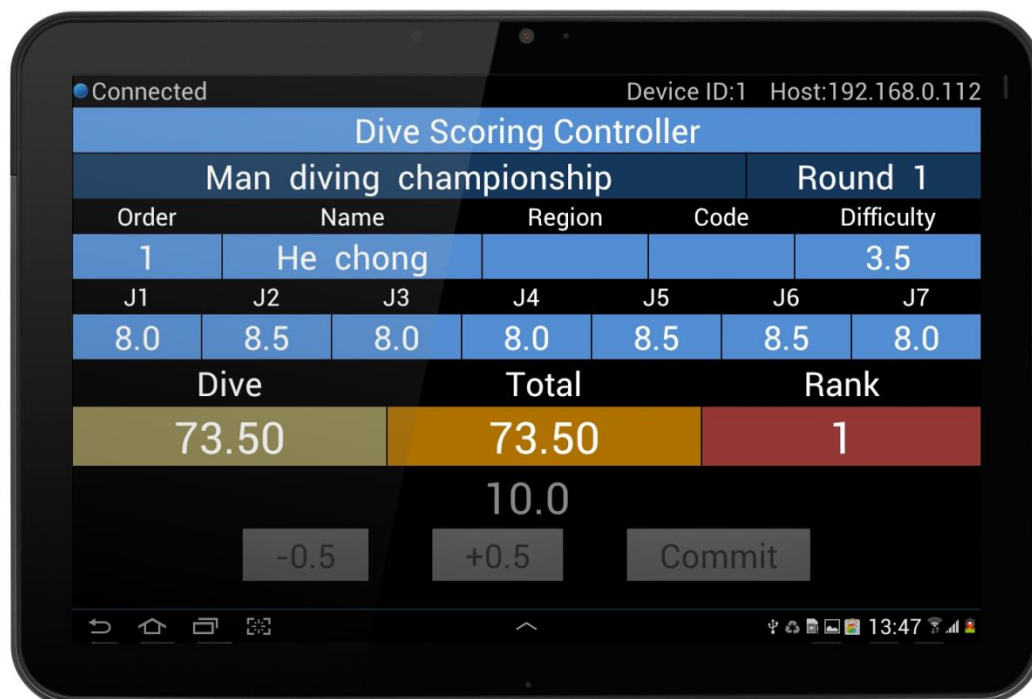 Connected Device ID:1 Host:192.168.0.112
Dive Scoring Controller
Man diving championship Round 1
Order Name Region Code Difficulty
1 He chong 3.5
J1 J2 J3 J4 J5 J6 J7
8.0 8.5 8.0 8.0 8.5 8.5 8.0
Dive Total Rank
73.50 73.50 1
10.0
-0.5 +0.5 Commit
13:47